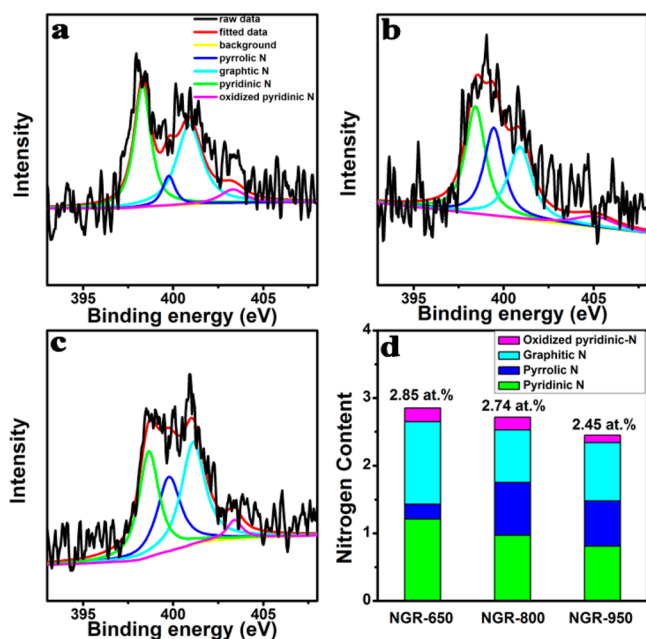 a
raw data
fitted data
background
pyrrolic N
graphtic N
pyridinic N
oxidized pyridinic N
Intensity
395 400 405
Binding energy (eV)
b
Intensity
395 400 405
Binding energy (eV)
c
Intensity
395 400 405
Binding energy (eV)
d
Oxidized pyridinic-N
Graphitic N
Pyrrolic N
Pyridinic N
2.85 at.%
2.74 at.%
2.45 at.%
Nitrogen Content
4
3
2
1
0
NGR-650 NGR-800 NGR-950